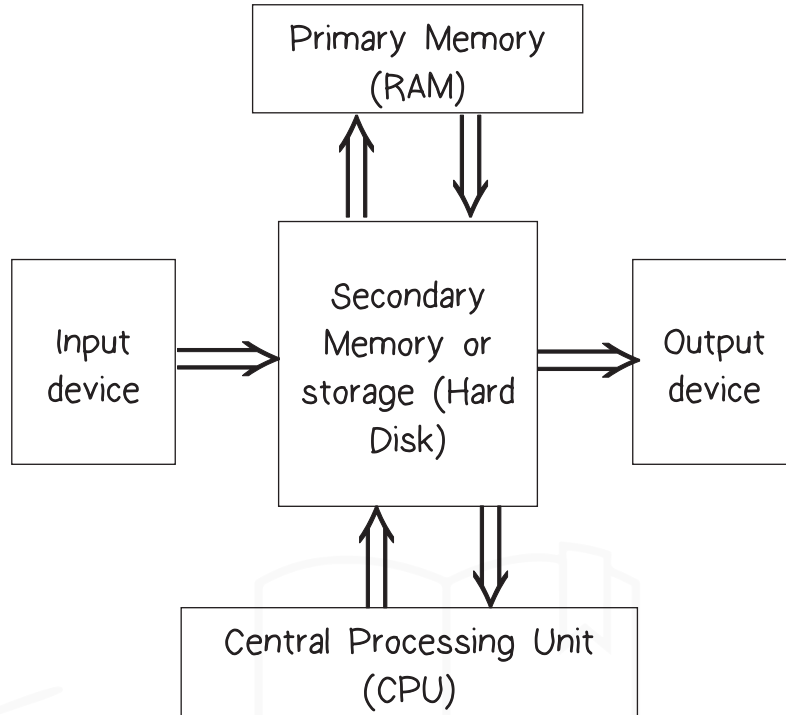 Primary Memory
(RAM)
Input
device
Secondary
Memory or
storage (Hard
Disk)
Output
device
Central Processing Unit
(CPU)